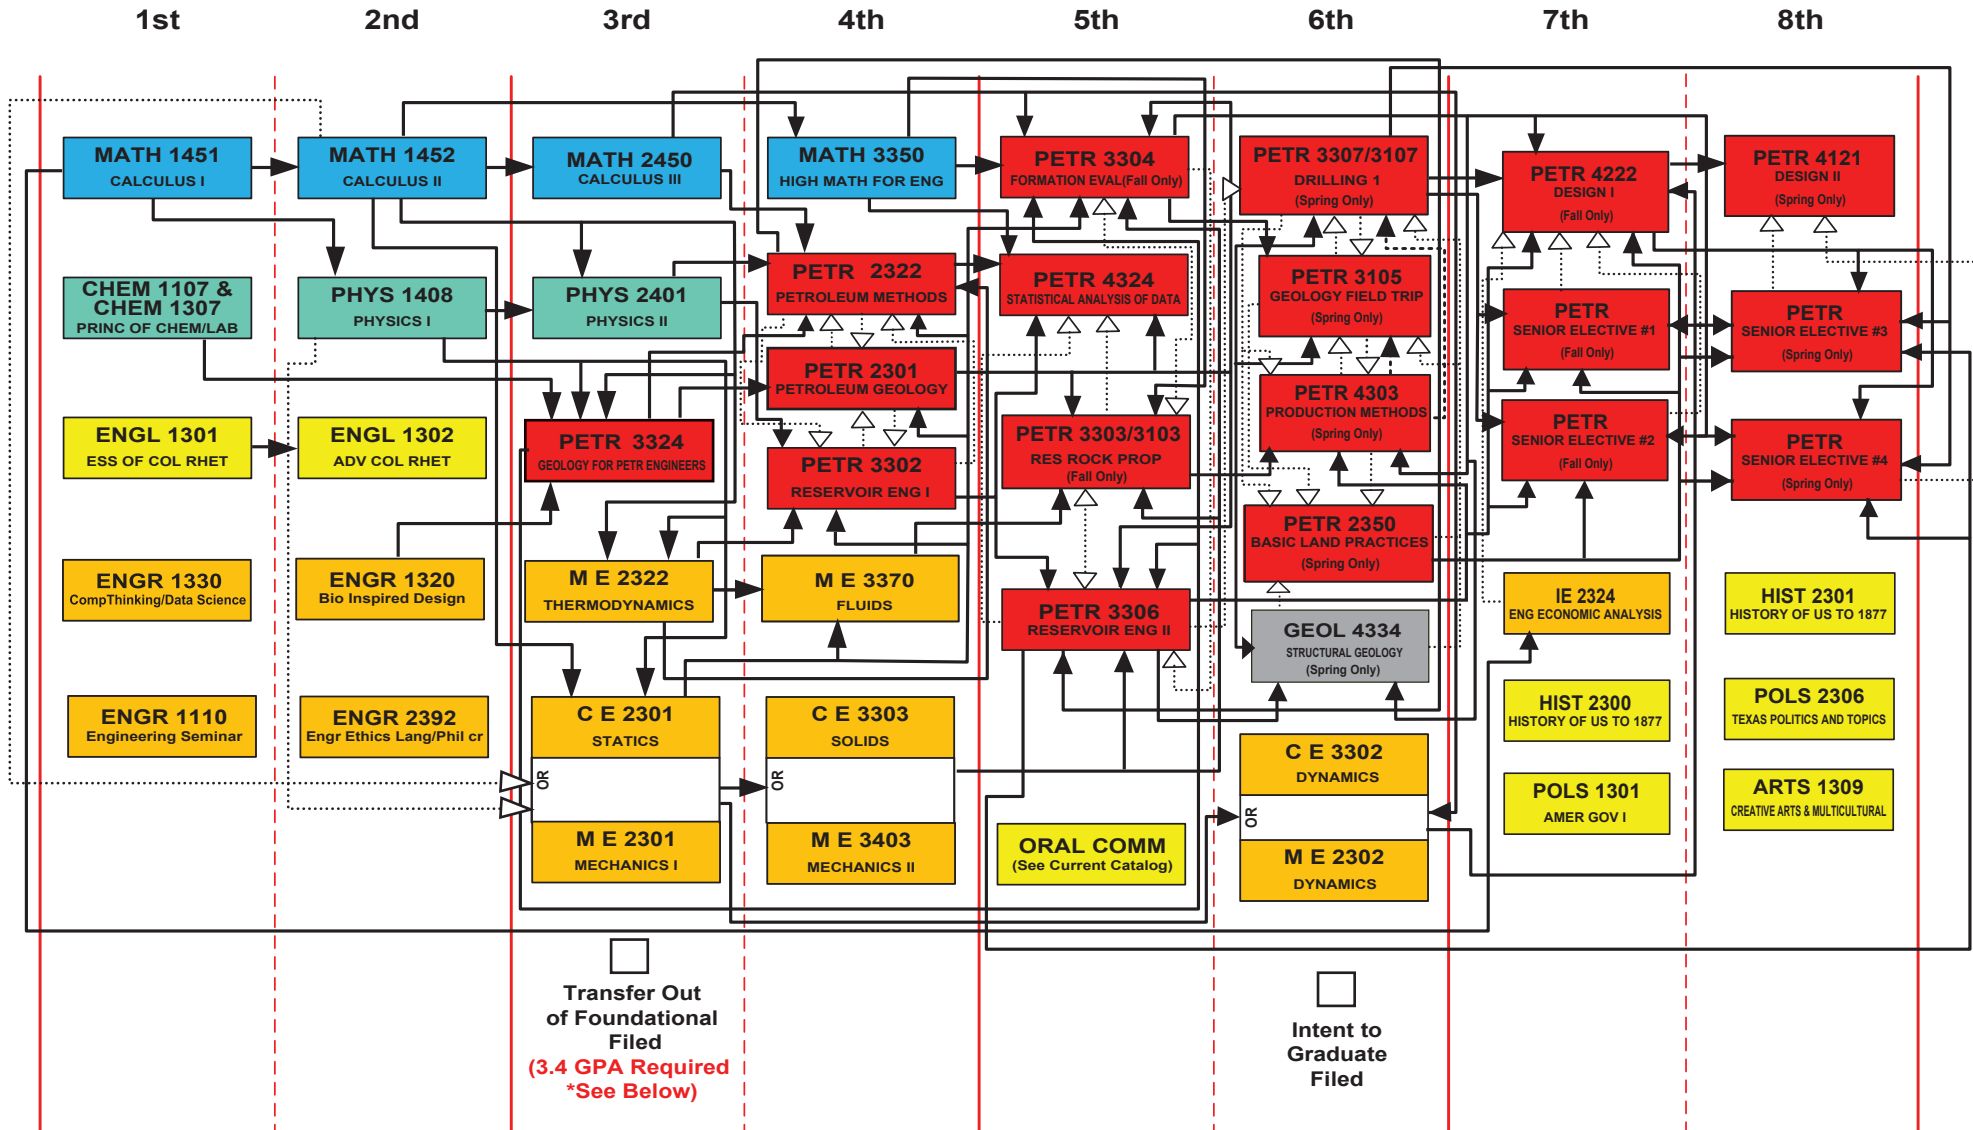 1st
2nd
3rd
4th
5th
6th
7th
8th
MATH 1451
CALCULUS I
CHEM 1107 &
CHEM 1307
PRINC OF CHEM/LAB
ENGL 1301
ESS OF COL RHET
ENGR 1330
CompThinking/Data Science
ENGR 1110
Engineering Seminar
MATH 1452
CALCULUS II
PHYS 1408
PHYSICS I
ENGL 1302
ADV COL RHET
ENGR 1320
Bio Inspired Design
ENGR 2392
Engr Ethics Lang/Phil cr
MATH 2450
CALCULUS III
PHYS 2401
PHYSICS II
PETR 3324
GEOLOGY FOR PETR ENGINEERS
M E 2322
THERMODYNAMICS
C E 2301
STATICS
OR
M E 2301
MECHANICS I
Transfer Out
of Foundational
Filed
(3.4 GPA Required
*See Below)
MATH 3350
HIGH MATH FOR ENG
PETR 2322
PETROLEUM METHODS
PETR 2301
PETROLEUM GEOLOGY
PETR 3302
RESERVOIR ENG I
M E 3370
FLUIDS
C E 3303
SOLIDS
OR
M E 3403
MECHANICS II
PETR 3304
FORMATION EVAL(Fall Only)
PETR 4324
STATISTICAL ANALYSIS OF DATA
PETR 3303/3103
RES ROCK PROP
(Fall Only)
PETR 3306
RESERVOIR ENG II
ORAL COMM
(See Current Catalog)
PETR 3307/3107
DRILLING 1
(Spring Only)
PETR 3105
GEOLOGY FIELD TRIP
(Spring Only)
PETR 4303
PRODUCTION METHODS
(Spring Only)
PETR 2350
BASIC LAND PRACTICES
(Spring Only)
GEOL 4334
STRUCTURAL GEOLOGY
(Spring Only)
C E 3302
DYNAMICS
OR
M E 2302
DYNAMICS
Intent to
Graduate
Filed
PETR 4222
DESIGN I
(Fall Only)
PETR
SENIOR ELECTIVE #1
(Fall Only)
PETR
SENIOR ELECTIVE #2
(Fall Only)
IE 2324
ENG ECONOMIC ANALYSIS
HIST 2300
HISTORY OF US TO 1877
POLS 1301
AMER GOV I
PETR 4121
DESIGN II
(Spring Only)
PETR
SENIOR ELECTIVE #3
(Spring Only)
PETR
SENIOR ELECTIVE #4
(Spring Only)
HIST 2301
HISTORY OF US TO 1877
POLS 2306
TEXAS POLITICS AND TOPICS
ARTS 1309
CREATIVE ARTS & MULTICULTURAL